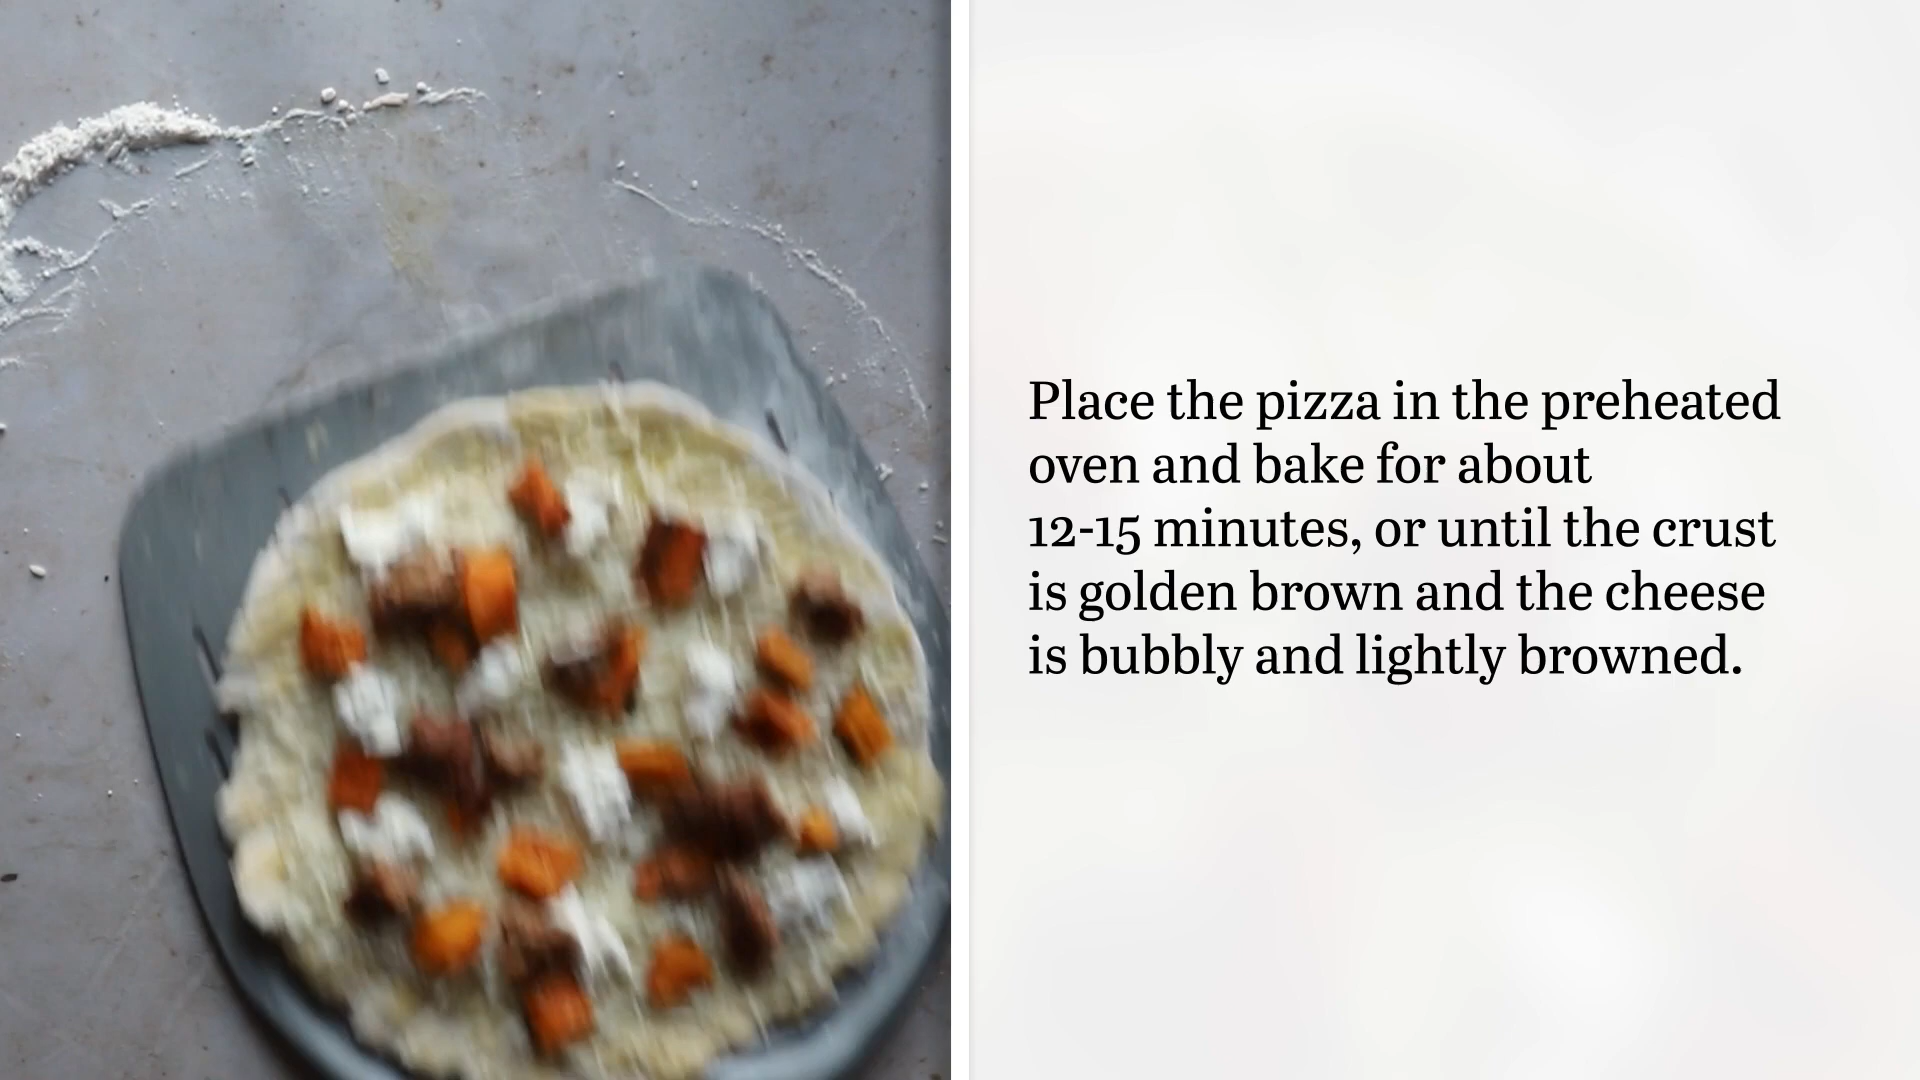 Place the pizza in the preheated
oven and bake for about
12-15 minutes, or until the crust
is golden brown and the cheese
is bubbly and lightly browned.